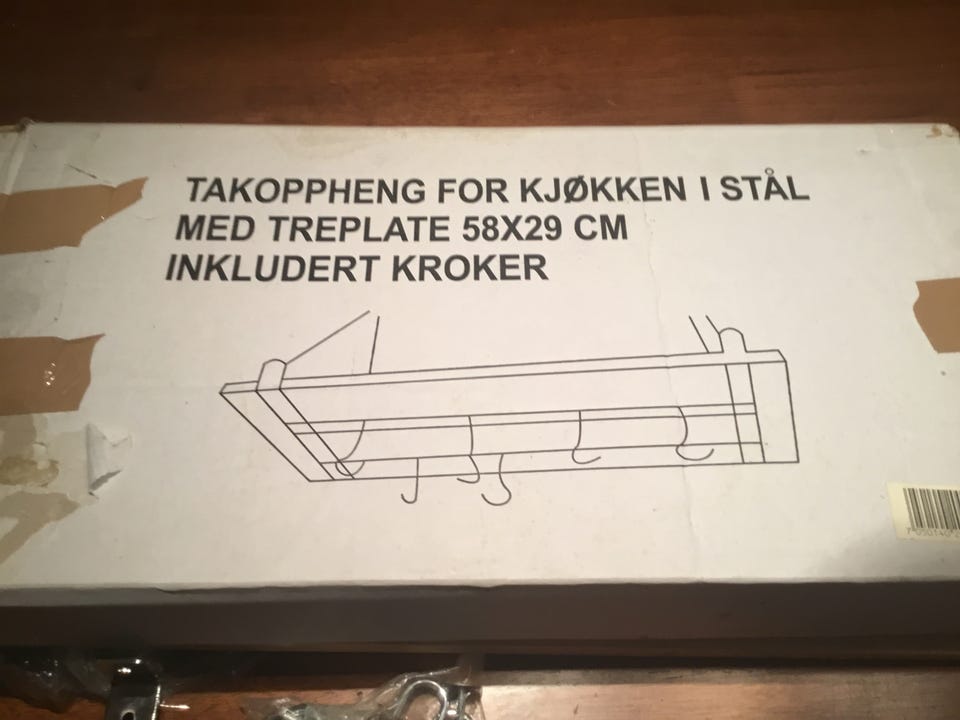 TAKOPPHENG FOR KJØKKEN I STÅL
MED TREPLATE 58X29 CM
INKLUDERT KROKER